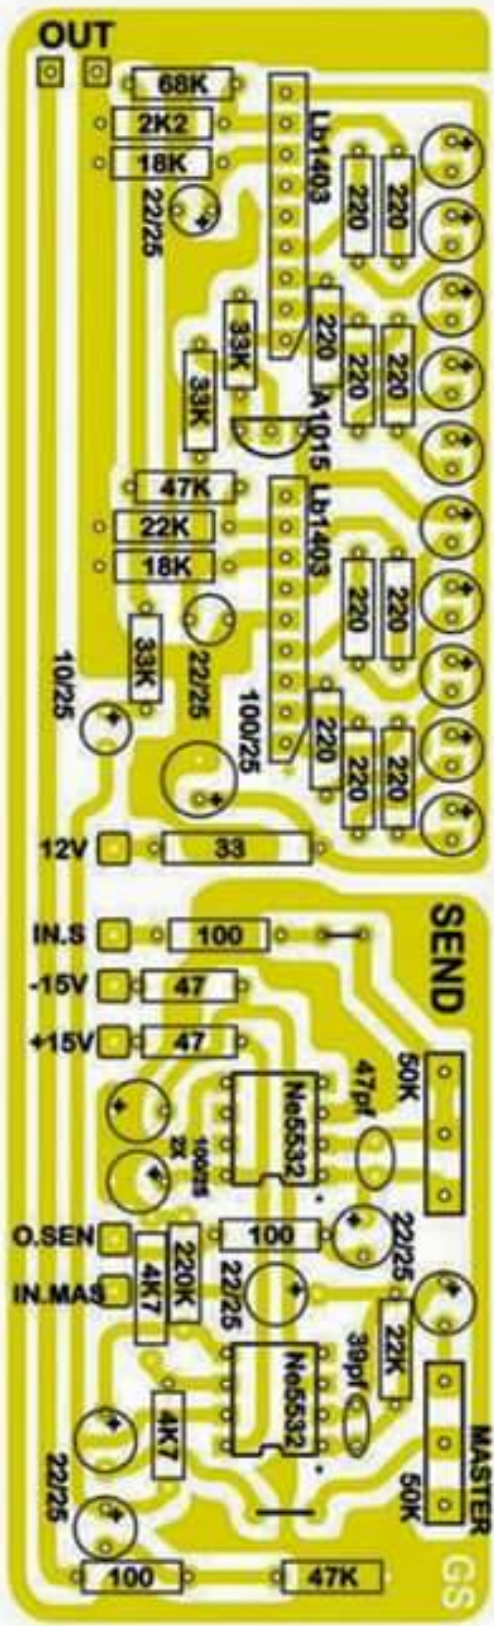 OUT
68K
2K2
18K
22/25
Lb1403
220
220
33K
33K
220
220
220
A1015
47K
22K
18K
Lb1403
220
220
33K
22/25
10/25
100/25
220
220
220
12V
33
IN.S
100
SEND
-15V
47
+15V
47
50K
47pf
Ne5532
100/25
2X
O.SEN
100
22/25
IN.MAS
4K7
220K
22/25
22K
39pf
Ne5532
4K7
22/25
MASTER
50K
100
47K
GS